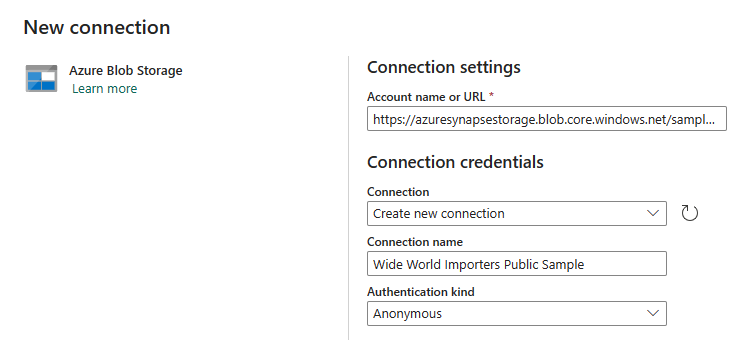 New connection
Azure Blob Storage
Learn more
Connection settings
Account name or URL *
https://azuresynapsestorage.blob.core.windows.net/sampl...
Connection credentials
Connection
Create new connection
Connection name
Wide World Importers Public Sample
Authentication kind
Anonymous